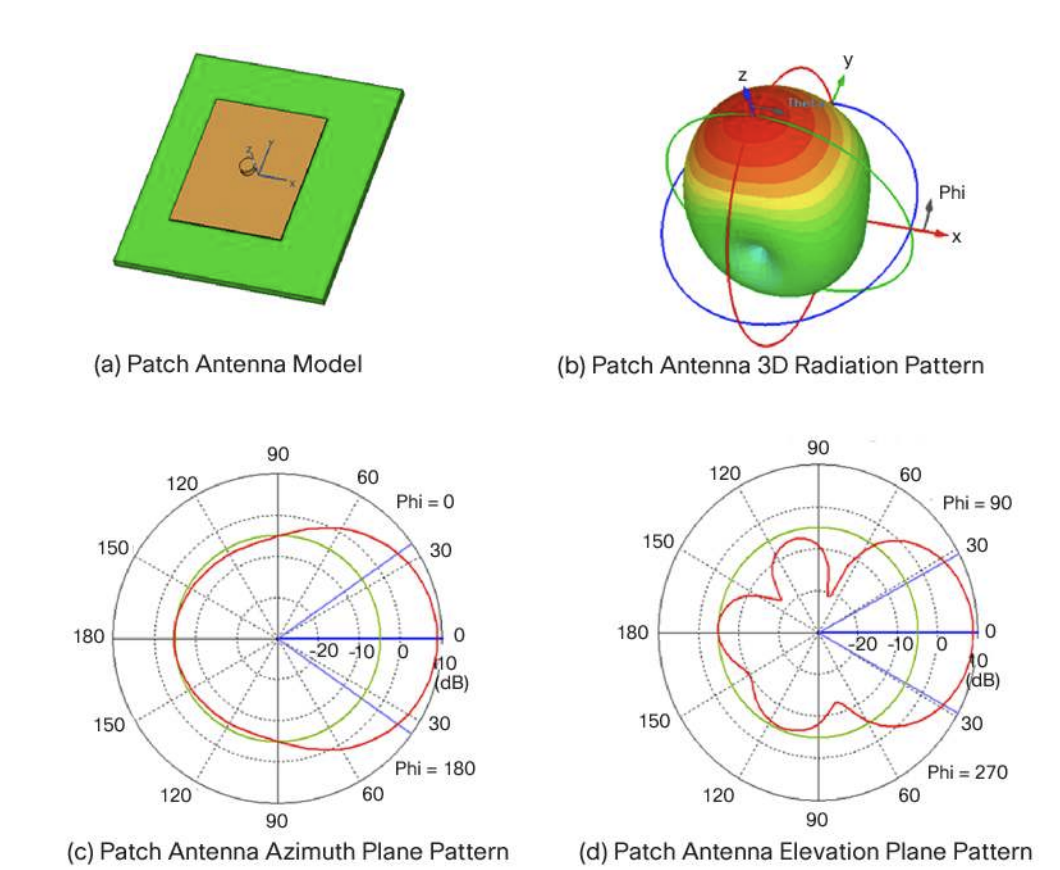 z
y
x
(a) Patch Antenna Model
z
y
Phi
x
(b) Patch Antenna 3D Radiation Pattern
90
120
60
Phi = 0
150
30
180
-20
-10
0
0
10
(dB)
150
30
Phi = 180
120
60
90
(c) Patch Antenna Azimuth Plane Pattern
90
120
60
Phi = 90
150
30
180
-20
-10
0
0
10
(dB)
150
30
Phi = 270
120
60
90
(d) Patch Antenna Elevation Plane Pattern